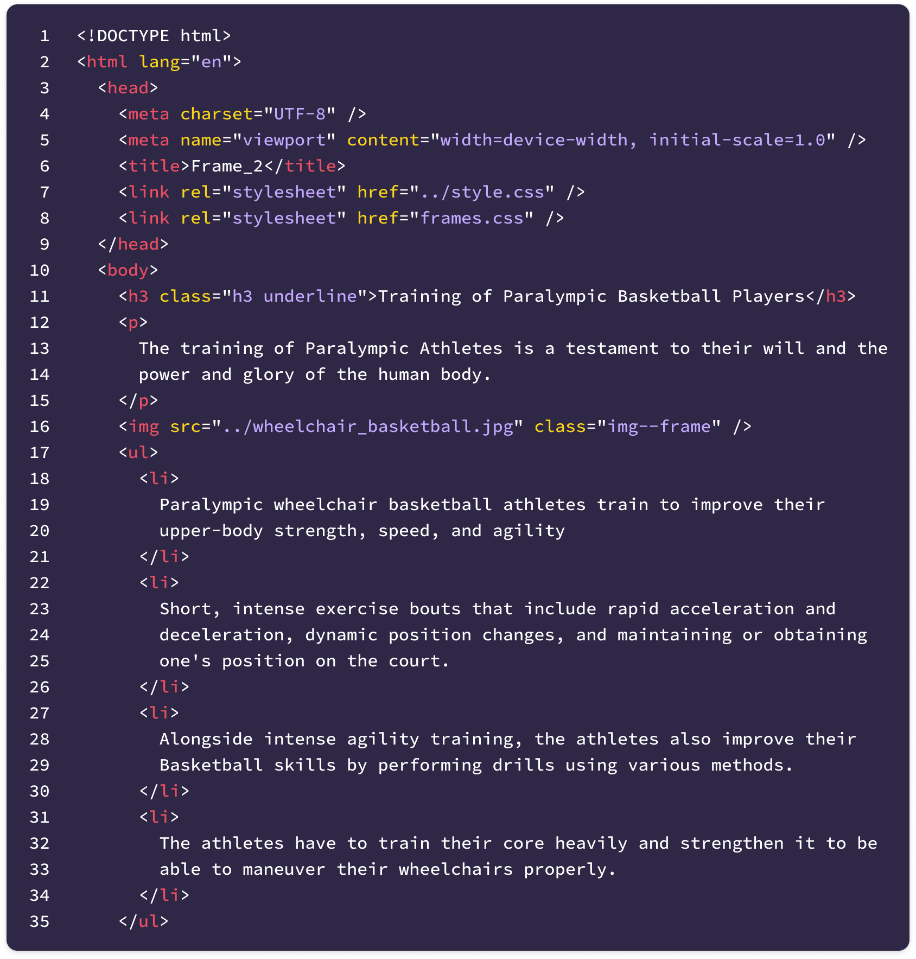 1 <!DOCTYPE html>
2 <html lang="en">
3 <head>
4 <meta charset="UTF-8" />
5 <meta name="viewport" content="width=device-width, initial-scale=1.0" />
6 <title>Frame_2</title>
7 <link rel="stylesheet" href="../style.css" />
8 <link rel="stylesheet" href="frames.css" />
9 </head>
10 <body>
11 <h3 class="h3 underline">Training of Paralympic Basketball Players</h3>
12 <p>
13 The training of Paralympic Athletes is a testament to their will and the
14 power and glory of the human body.
15 </p>
16 <img src="../wheelchair_basketball.jpg" class="img--frame" />
17 <ul>
18 <li>
19 Paralympic wheelchair basketball athletes train to improve their
20 upper-body strength, speed, and agility
21 </li>
22 <li>
23 Short, intense exercise bouts that include rapid acceleration and
24 deceleration, dynamic position changes, and maintaining or obtaining
25 one's position on the court.
26 </li>
27 <li>
28 Alongside intense agility training, the athletes also improve their
29 Basketball skills by performing drills using various methods.
30 </li>
31 <li>
32 The athletes have to train their core heavily and strengthen it to be
33 able to maneuver their wheelchairs properly.
34 </li>
35 </ul>